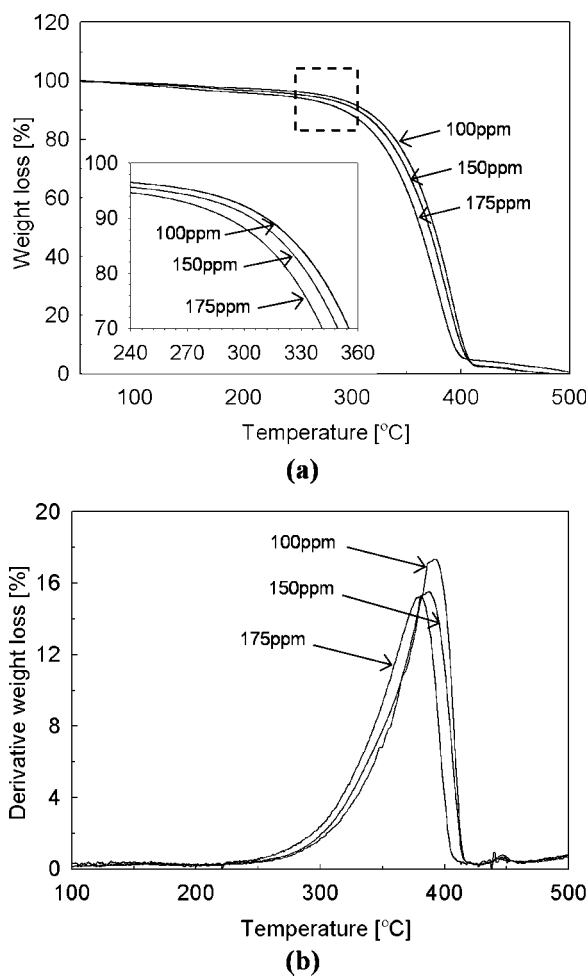 120
100
80
60
40
20
0
Weight loss [%]
100ppm
150ppm
175ppm
100
90
80
70
100ppm
150ppm
175ppm
240 270 300 330 360
100 200 300 400 500
Temperature [°C]
(a)
20
16
12
8
4
0
Derivative weight loss [%]
100ppm
150ppm
175ppm
100 200 300 400 500
Temperature [°C]
(b)